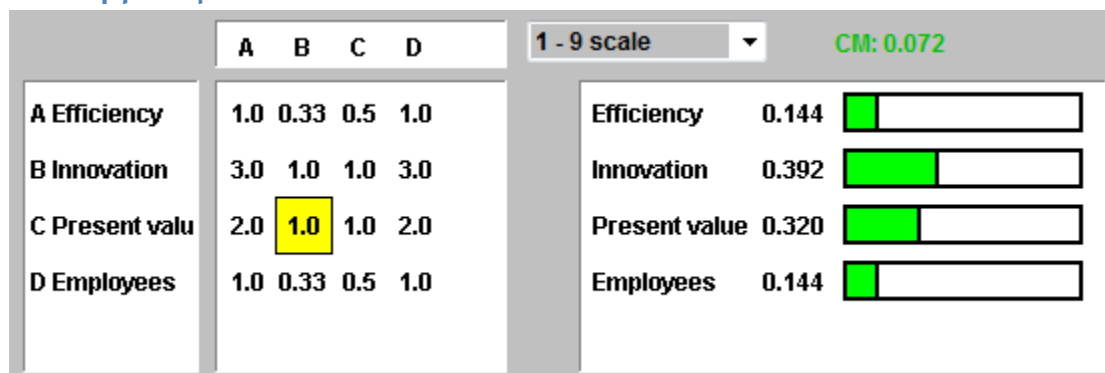 A B C D 1 - 9 scale CM: 0.072
A Efficiency 1.0 0.33 0.5 1.0 Efficiency 0.144
B Innovation 3.0 1.0 1.0 3.0 Innovation 0.392
C Present valu 2.0 1.0 1.0 2.0 Present value 0.320
D Employees 1.0 0.33 0.5 1.0 Employees 0.144